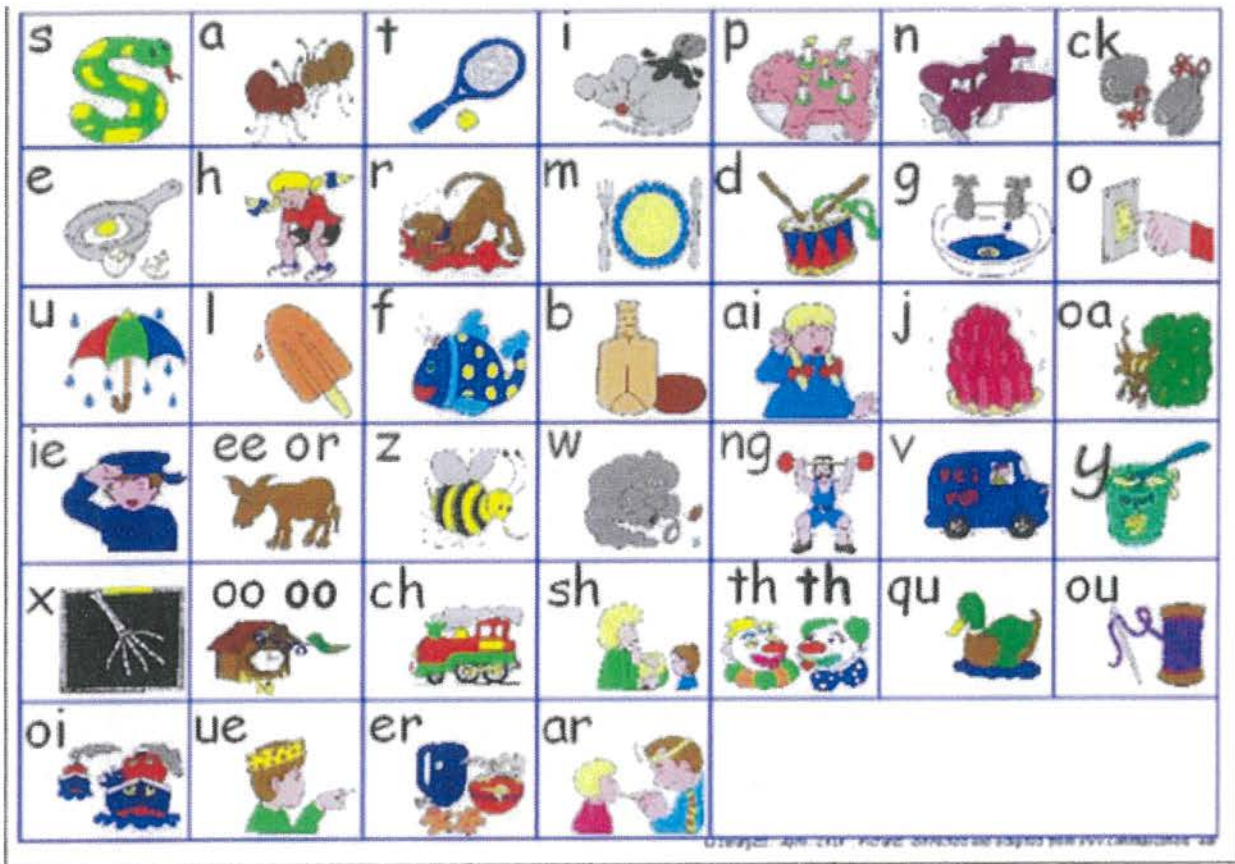 s a t i p n ck
e h r m d g o
u l f b ai j oa
ie ee or z w ng v y
x oo oo ch sh th th qu ou
oi ue er ar